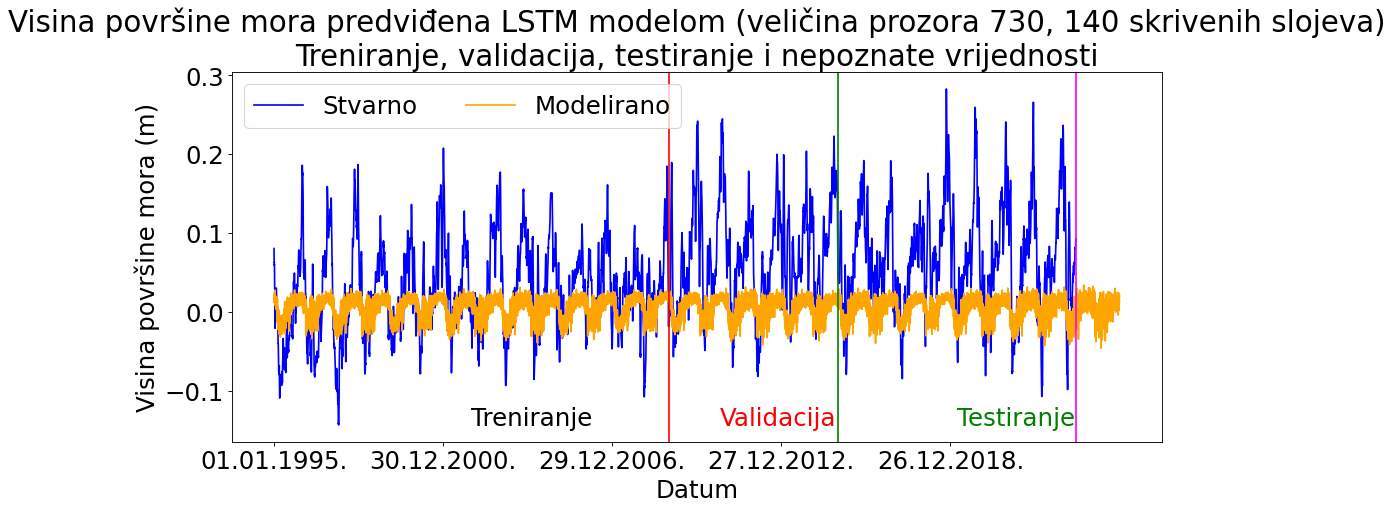 Visina površine mora predviđena LSTM modelom (veličina prozora 730, 140 skrivenih slojeva)
Treniranje, validacija, testiranje i nepoznate vrijednosti
Stvarno
Modelirano
Visina površine mora (m)
0.3
0.2
0.1
0.0
−0.1
Treniranje
Validacija
Testiranje
01.01.1995.
30.12.2000.
29.12.2006.
27.12.2012.
26.12.2018.
Datum